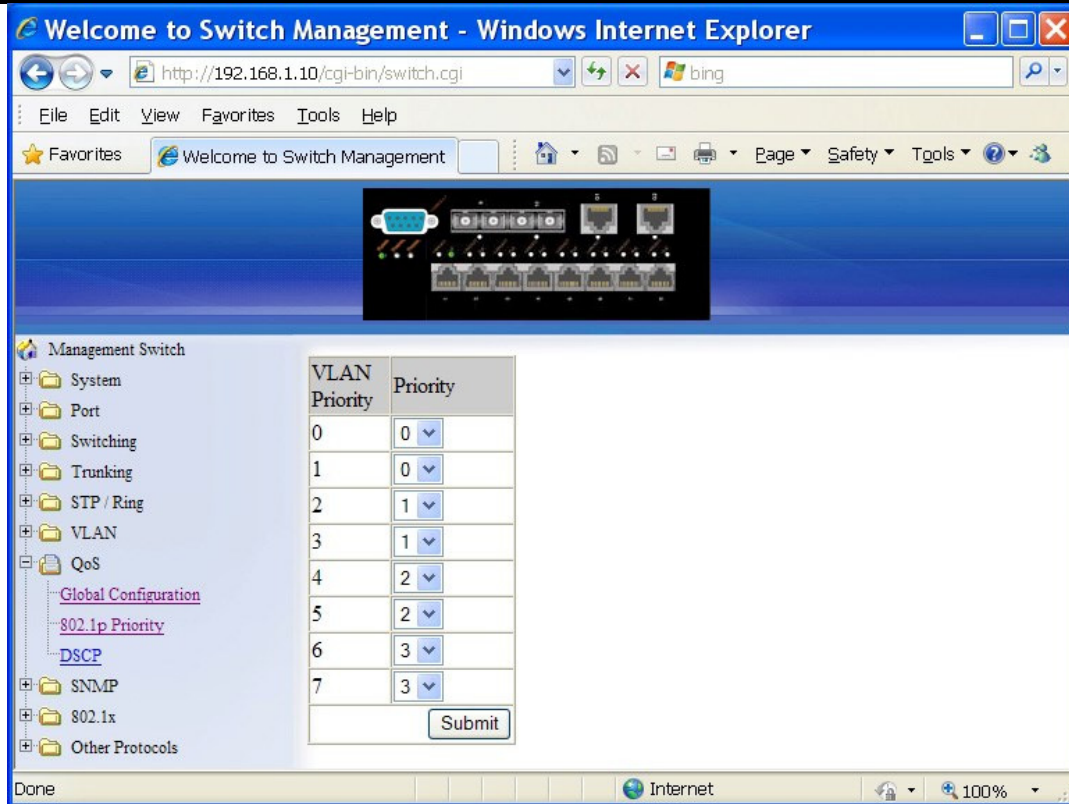 Welcome to Switch Management - Windows Internet Explorer
http://192.168.1.10/cgi-bin/switch.cgi
bing
File Edit View Favorites Tools Help
Favorites
Welcome to Switch Management
Page Safety Tools
Management Switch
System
Port
Switching
Trunking
STP / Ring
VLAN
QoS
Global Configuration
802.1p Priority
DSCP
SNMP
802.1x
Other Protocols
VLAN Priority Priority
0 0
1 0
2 1
3 1
4 2
5 2
6 3
7 3
Submit
Done Internet 100%